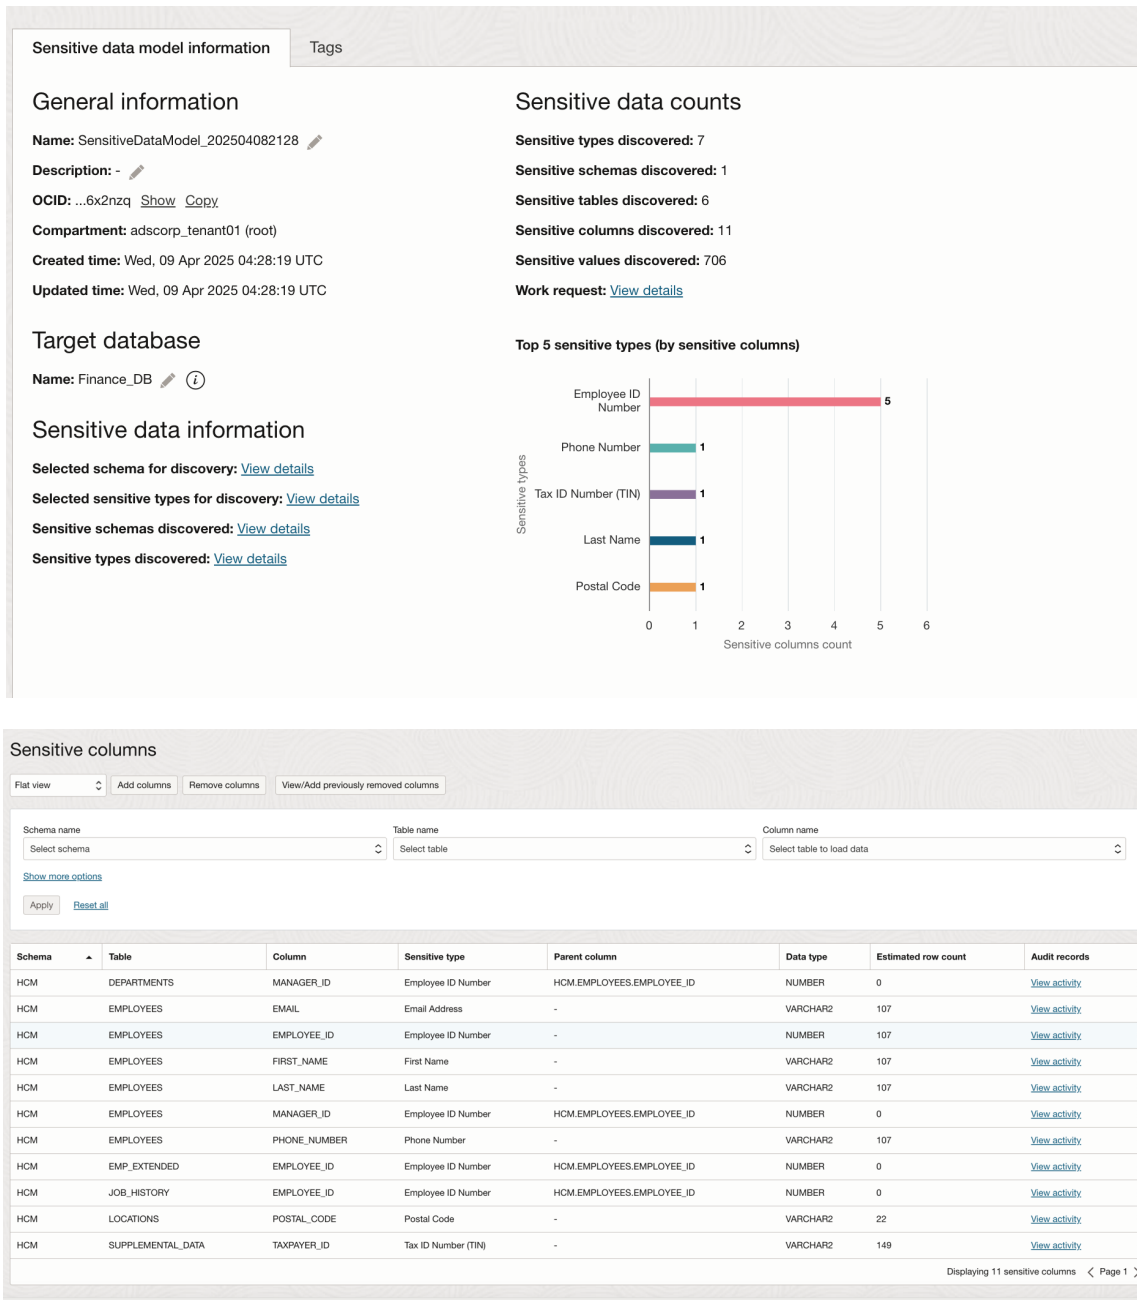 Sensitive data model information
Tags
General information
Name: SensitiveDataModel_202504082128
Description: -
OCID: ...6x2nzq Show Copy
Compartment: adscorp_tenant01 (root)
Created time: Wed, 09 Apr 2025 04:28:19 UTC
Updated time: Wed, 09 Apr 2025 04:28:19 UTC
Target database
Name: Finance_DB
Sensitive data information
Selected schema for discovery: View details
Selected sensitive types for discovery: View details
Sensitive schemas discovered: View details
Sensitive types discovered: View details
Sensitive data counts
Sensitive types discovered: 7
Sensitive schemas discovered: 1
Sensitive tables discovered: 6
Sensitive columns discovered: 11
Sensitive values discovered: 706
Work request: View details
Top 5 sensitive types (by sensitive columns)
Sensitive types
Employee ID
Number
5
Phone Number 1
Tax ID Number (TIN) 1
Last Name 1
Postal Code 1
0 1 2 3 4 5 6
Sensitive columns count
Sensitive columns
Flat view Add columns Remove columns View/Add previously removed columns
Schema name Table name Column name
Select schema Select table Select table to load data
Show more options
Apply Reset all
Schema Table Column Sensitive type Parent column Data type Estimated row count Audit records
HCM DEPARTMENTS MANAGER_ID Employee ID Number HCM.EMPLOYEES.EMPLOYEE_ID NUMBER 0 View activity
HCM EMPLOYEES EMAIL Email Address - VARCHAR2 107 View activity
HCM EMPLOYEES EMPLOYEE_ID Employee ID Number - NUMBER 107 View activity
HCM EMPLOYEES FIRST_NAME First Name - VARCHAR2 107 View activity
HCM EMPLOYEES LAST_NAME Last Name - VARCHAR2 107 View activity
HCM EMPLOYEES MANAGER_ID Employee ID Number HCM.EMPLOYEES.EMPLOYEE_ID NUMBER 0 View activity
HCM EMPLOYEES PHONE_NUMBER Phone Number - VARCHAR2 107 View activity
HCM EMP_EXTENDED EMPLOYEE_ID Employee ID Number HCM.EMPLOYEES.EMPLOYEE_ID NUMBER 0 View activity
HCM JOB_HISTORY EMPLOYEE_ID Employee ID Number HCM.EMPLOYEES.EMPLOYEE_ID NUMBER 0 View activity
HCM LOCATIONS POSTAL_CODE Postal Code - VARCHAR2 22 View activity
HCM SUPPLEMENTAL_DATA TAXPAYER_ID Tax ID Number (TIN) - VARCHAR2 149 View activity
Displaying 11 sensitive columns Page 1